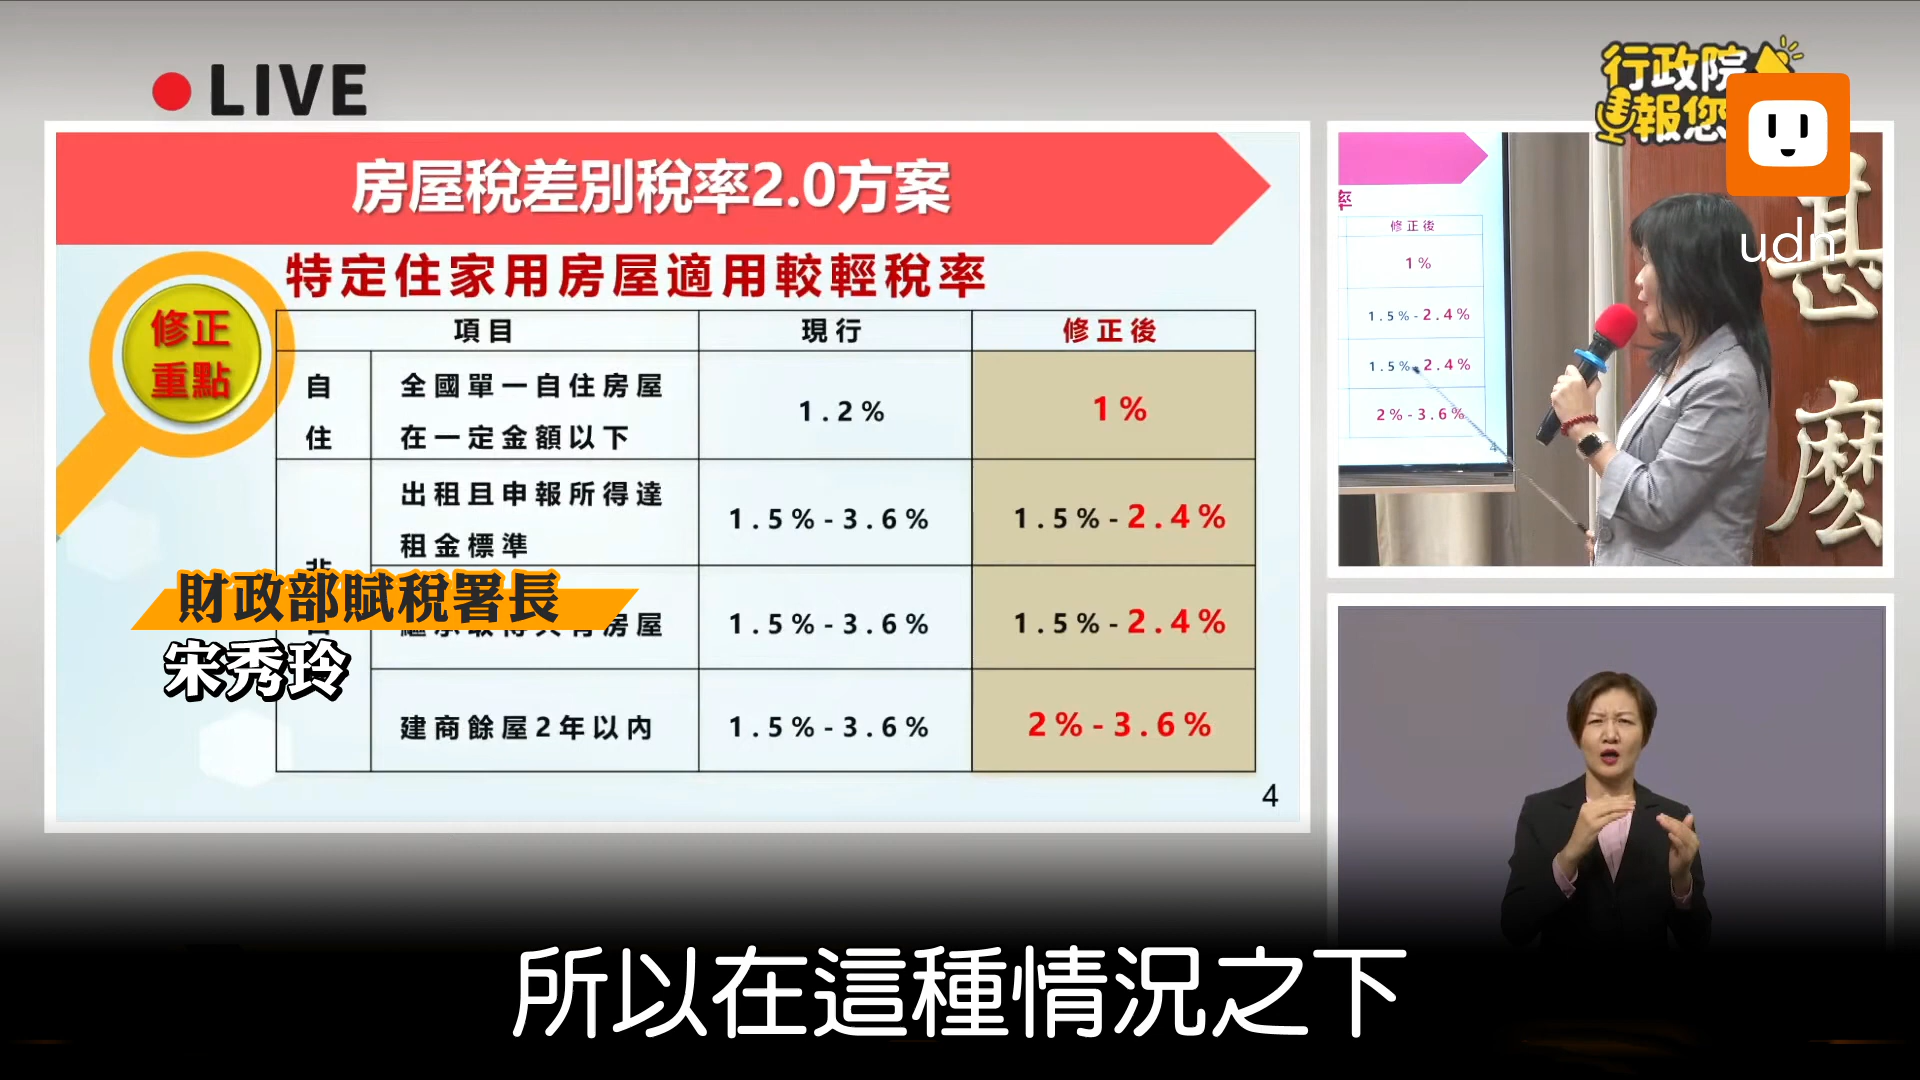 LIVE
行政院
報您
udn
房屋稅差別稅率2.0方案
特定住家用房屋適用較輕稅率
修正
重點
項目 現行 修正後
自住 全國單一自住房屋
在一定金額以下 1.2% 1%
出租且申報所得達
租金標準 1.5%-3.6% 1.5%-2.4%
房屋 1.5%-3.6% 1.5%-2.4%
建商餘屋2年以內 1.5%-3.6% 2%-3.6%
4
財政部賦稅署長
宋秀玲
率
修正後
1%
1.5%-2.4%
1.5%-2.4%
2%-3.6%
4
甚
麼
所以在這種情況之下